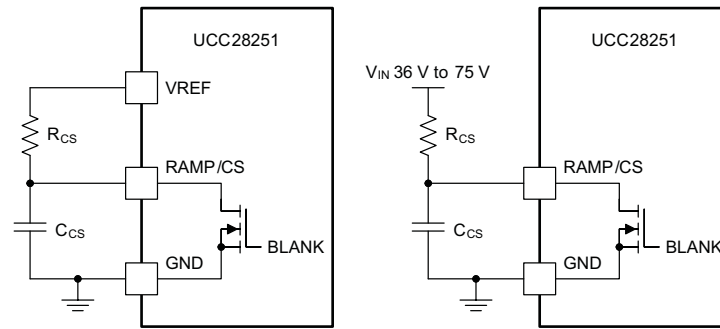 UCC28251
VREF
RCS
RAMP/CS
CCS
BLANK
GND
UCC28251
VIN 36 V to 75 V
RCS
RAMP/CS
CCS
GND
BLANK